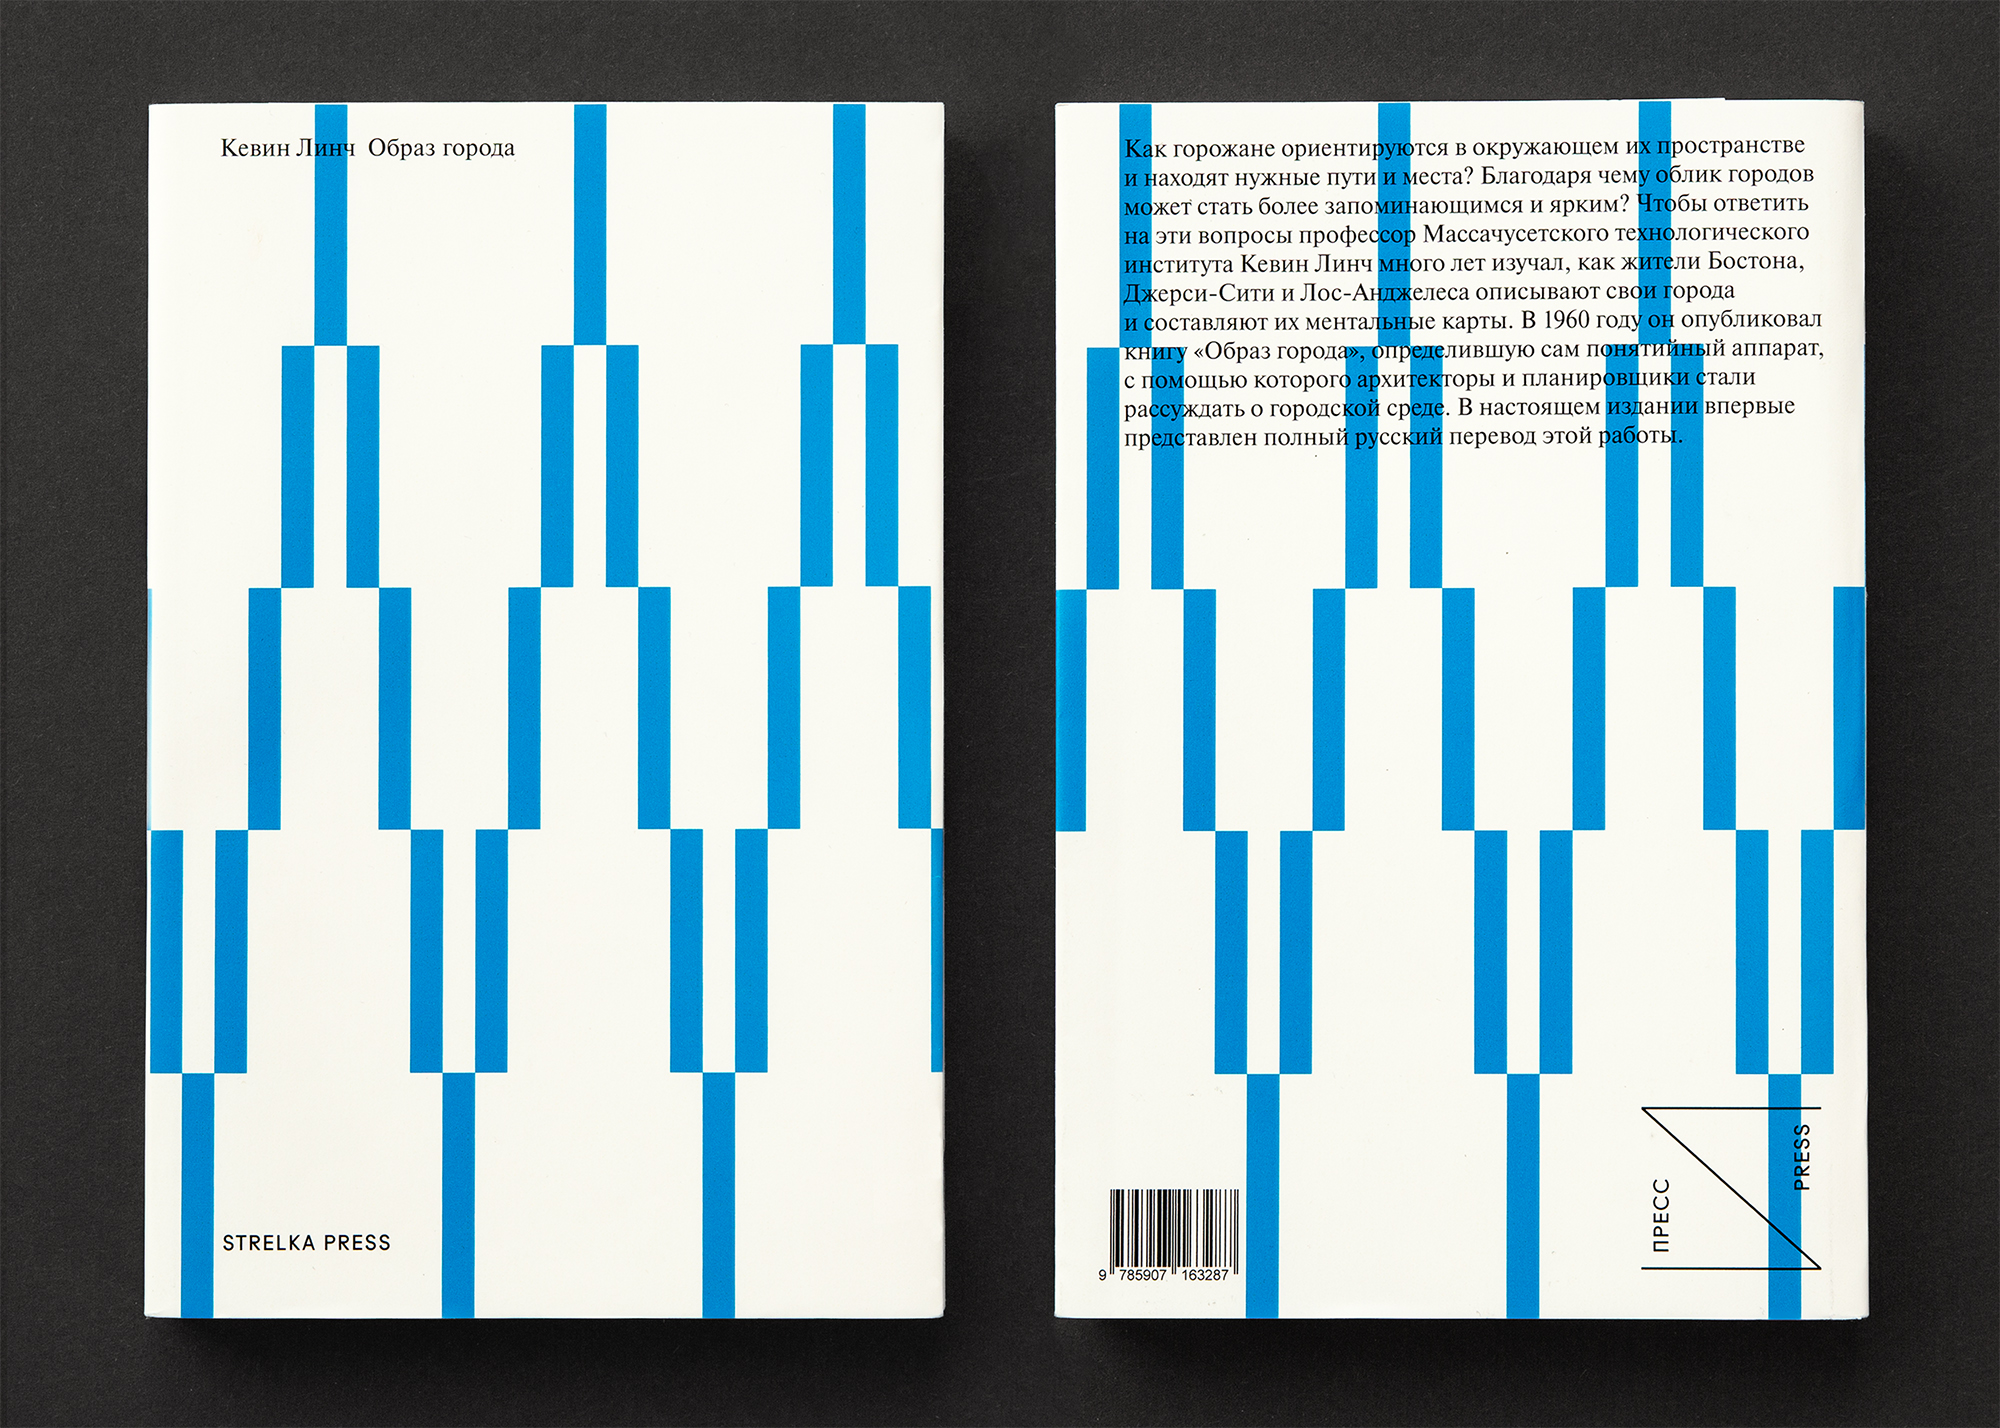 Кевин Линч Образ города
STRELKA PRESS
Как горожане ориентируются в окружающем их пространстве
и находят нужные пути и места? Благодаря чему облик городов
может стать более запоминающимся и ярким? Чтобы ответить
на эти вопросы профессор Массачусетского технологического
института Кевин Линч много лет изучал, как жители Бостона,
Джерси-Сити и Лос-Анджелеса описывают свои города
и составляют их ментальные карты. В 1960 году он опубликовал
книгу «Образ города», определившую сам понятийный аппарат,
с помощью которого архитекторы и планировщики стали
рассуждать о городской среде. В настоящем издании впервые
представлен полный русский перевод этой работы.
9 785907 163287
ПРЕСС
PRESS